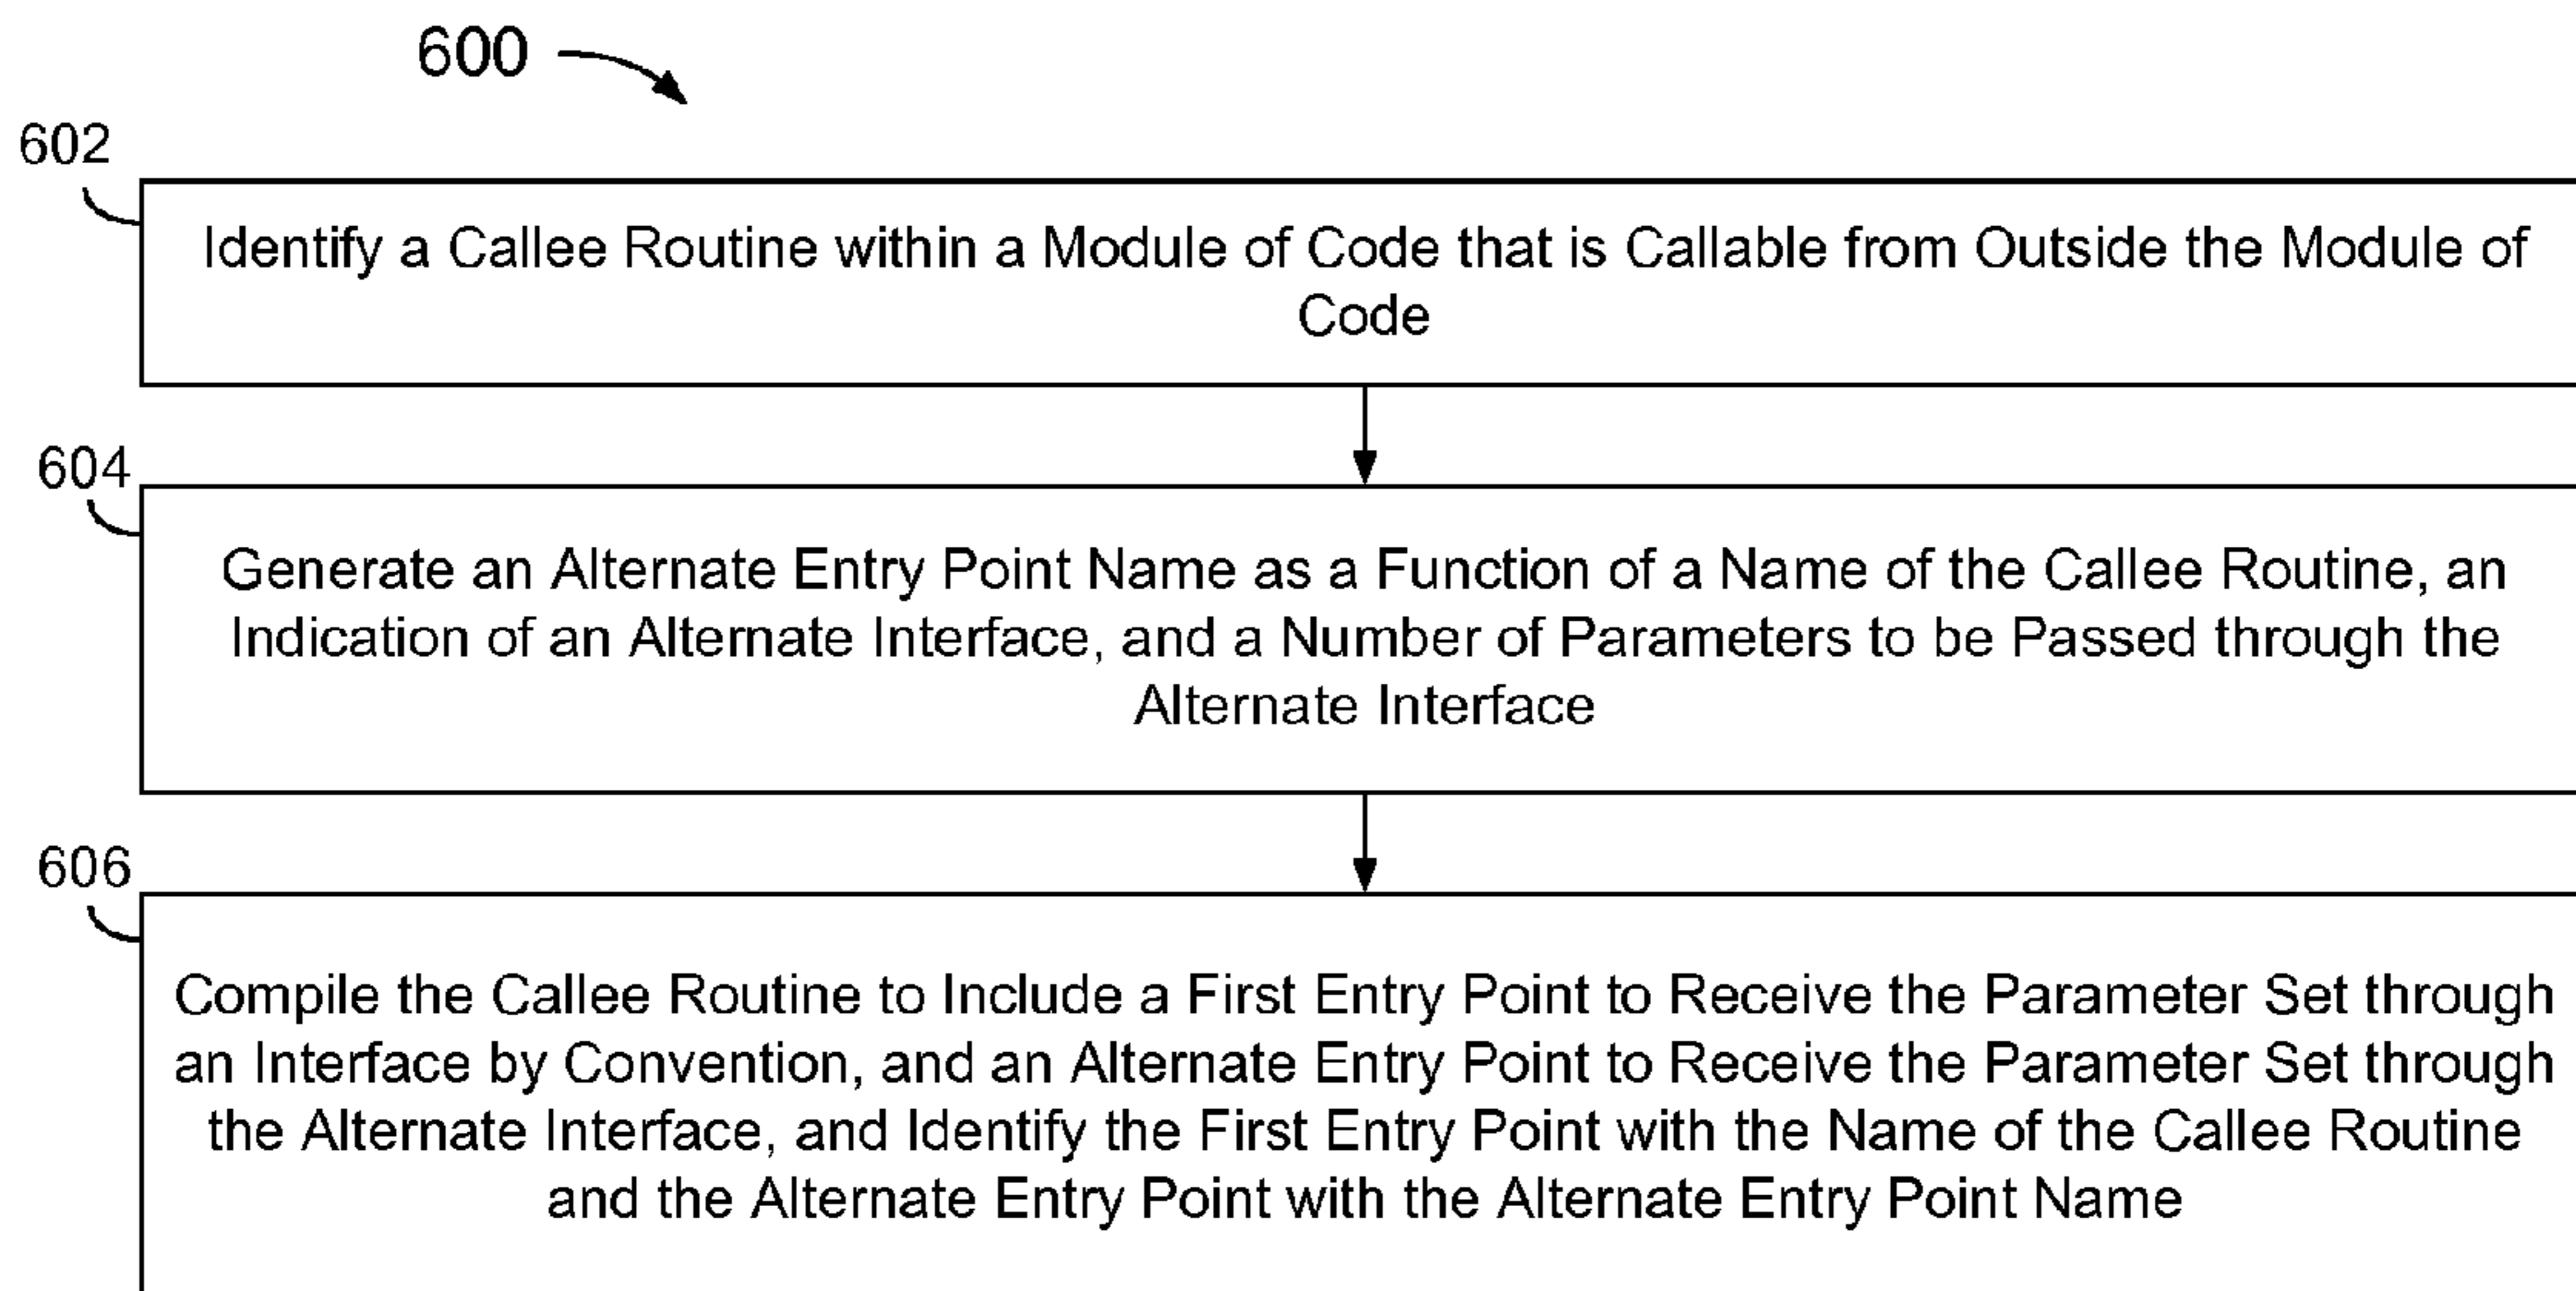 600
602
Identify a Callee Routine within a Module of Code that is Callable from Outside the Module of
Code
604
Generate an Alternate Entry Point Name as a Function of a Name of the Callee Routine, an
Indication of an Alternate Interface, and a Number of Parameters to be Passed through the
Alternate Interface
606
Compile the Callee Routine to Include a First Entry Point to Receive the Parameter Set through
an Interface by Convention, and an Alternate Entry Point to Receive the Parameter Set through
the Alternate Interface, and Identify the First Entry Point with the Name of the Callee Routine
and the Alternate Entry Point with the Alternate Entry Point Name